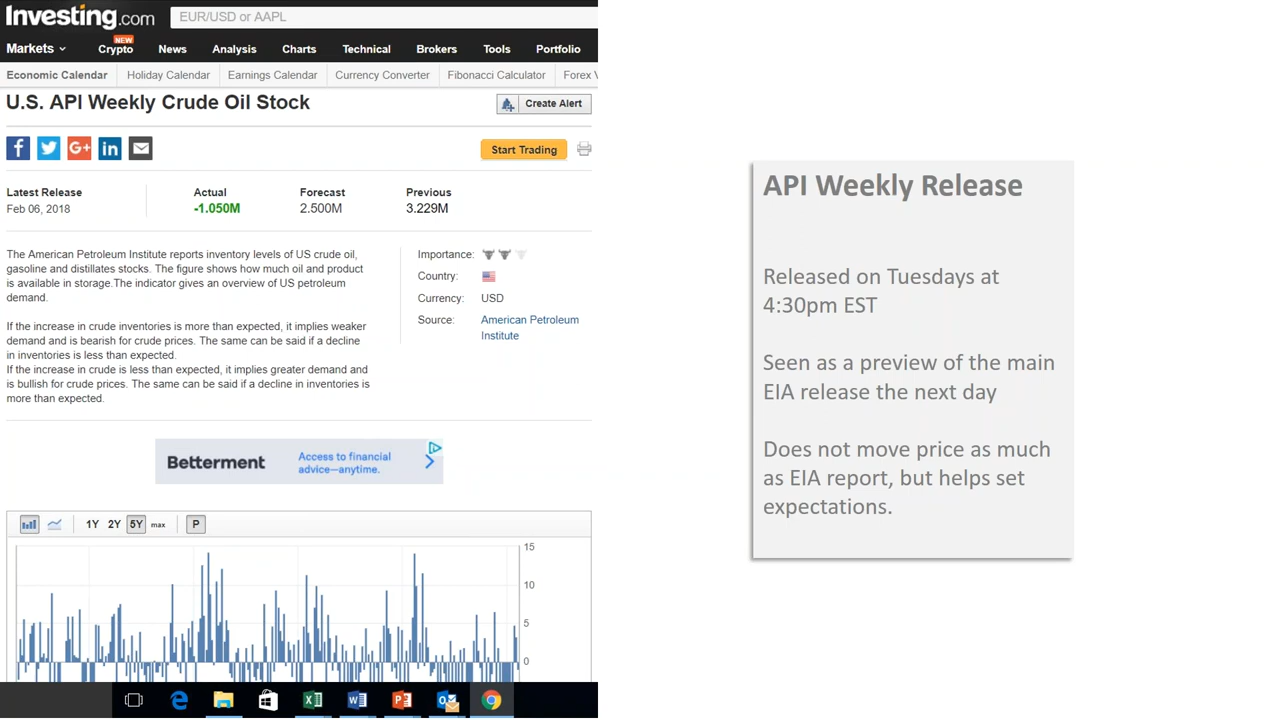 Investing.com
EUR/USD or AAPL
Markets
NEW
Crypto
News
Analysis
Charts
Technical
Brokers
Tools
Portfolio
Economic Calendar
Holiday Calendar
Earnings Calendar
Currency Converter
Fibonacci Calculator
Forex
U.S. API Weekly Crude Oil Stock
Create Alert
Start Trading
Latest Release
Feb 06, 2018
Actual
-1.050M
Forecast
2.500M
Previous
3.229M
The American Petroleum Institute reports inventory levels of US crude oil,
gasoline and distillates stocks. The figure shows how much oil and product
is available in storage.The indicator gives an overview of US petroleum
demand.
If the increase in crude inventories is more than expected, it implies weaker
demand and is bearish for crude prices. The same can be said if a decline
in inventories is less than expected.
If the increase in crude is less than expected, it implies greater demand and
is bullish for crude prices. The same can be said if a decline in inventories is
more than expected.
Importance:
Country:
Currency: USD
Source: American Petroleum
Institute
Betterment
Access to financial
advice—anytime.
1Y 2Y 5Y max P
15
10
5
0
API Weekly Release
Released on Tuesdays at
4:30pm EST
Seen as a preview of the main
EIA release the next day
Does not move price as much
as EIA report, but helps set
expectations.